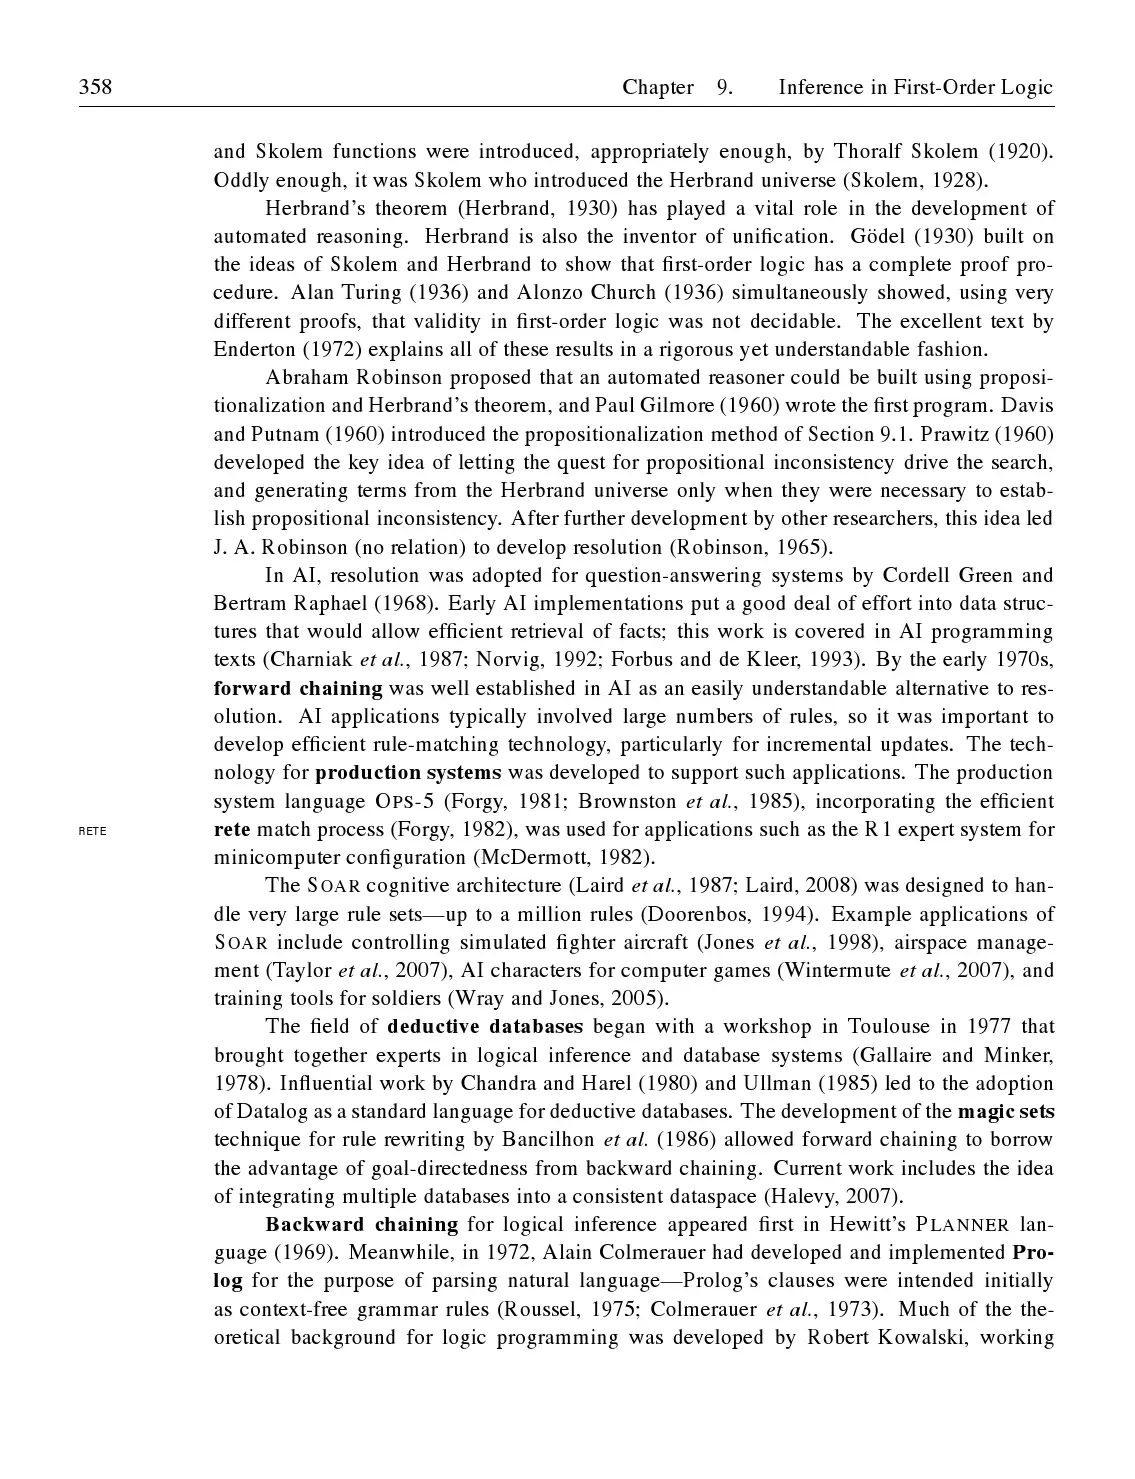 358 Chapter 9. Inference in First-Order Logic
and Skolem functions were introduced, appropriately enough, by Thoralf Skolem (1920).
Oddly enough, it was Skolem who introduced the Herbrand universe (Skolem, 1928).
Herbrand's theorem (Herbrand, 1930) has played a vital role in the development of
automated reasoning. Herbrand is also the inventor of unification. Gödel (1930) built on
the ideas of Skolem and Herbrand to show that first-order logic has a complete proof pro-
cedure. Alan Turing (1936) and Alonzo Church (1936) simultaneously showed, using very
different proofs, that validity in first-order logic was not decidable. The excellent text by
Enderton (1972) explains all of these results in a rigorous yet understandable fashion.
Abraham Robinson proposed that an automated reasoner could be built using proposi-
tionalization and Herbrand's theorem, and Paul Gilmore (1960) wrote the first program. Davis
and Putnam (1960) introduced the propositionalization method of Section 9.1. Prawitz (1960)
developed the key idea of letting the quest for propositional inconsistency drive the search,
and generating terms from the Herbrand universe only when they were necessary to estab-
lish propositional inconsistency. After further development by other researchers, this idea led
J. A. Robinson (no relation) to develop resolution (Robinson, 1965).
In AI, resolution was adopted for question-answering systems by Cordell Green and
Bertram Raphael (1968). Early AI implementations put a good deal of effort into data struc-
tures that would allow efficient retrieval of facts; this work is covered in AI programming
texts (Charniak et al., 1987; Norvig, 1992; Forbus and de Kleer, 1993). By the early 1970s,
forward chaining was well established in AI as an easily understandable alternative to res-
olution. AI applications typically involved large numbers of rules, so it was important to
develop efficient rule-matching technology, particularly for incremental updates. The tech-
nology for production systems was developed to support such applications. The production
system language OPS-5 (Forgy, 1981; Brownston et al., 1985), incorporating the efficient
RETE rete match process (Forgy, 1982), was used for applications such as the R1 expert system for
minicomputer configuration (McDermott, 1982).
The SOAR cognitive architecture (Laird et al., 1987; Laird, 2008) was designed to han-
dle very large rule sets—up to a million rules (Doorenbos, 1994). Example applications of
SOAR include controlling simulated fighter aircraft (Jones et al., 1998), airspace manage-
ment (Taylor et al., 2007), AI characters for computer games (Wintermute et al., 2007), and
training tools for soldiers (Wray and Jones, 2005).
The field of deductive databases began with a workshop in Toulouse in 1977 that
brought together experts in logical inference and database systems (Gallaire and Minker,
1978). Influential work by Chandra and Harel (1980) and Ullman (1985) led to the adoption
of Datalog as a standard language for deductive databases. The development of the magic sets
technique for rule rewriting by Bancilhon et al. (1986) allowed forward chaining to borrow
the advantage of goal-directedness from backward chaining. Current work includes the idea
of integrating multiple databases into a consistent dataspace (Halevy, 2007).
Backward chaining for logical inference appeared first in Hewitt's PLANNER lan-
guage (1969). Meanwhile, in 1972, Alain Colmerauer had developed and implemented Pro-
log for the purpose of parsing natural language—Prolog's clauses were intended initially
as context-free grammar rules (Roussel, 1975; Colmerauer et al., 1973). Much of the the-
oretical background for logic programming was developed by Robert Kowalski, working